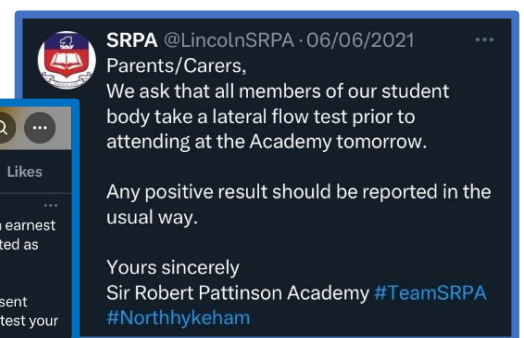 SRPA @LincolnSRPA · 06/06/2021
Parents/Carers,
We ask that all members of our student
body take a lateral flow test prior to
attending at the Academy tomorrow.
Any positive result should be reported in the
usual way.
Yours sincerely
Sir Robert Pattinson Academy #TeamSRPA
#Northhykeham
Likes
earnest
ted as
sent
test your